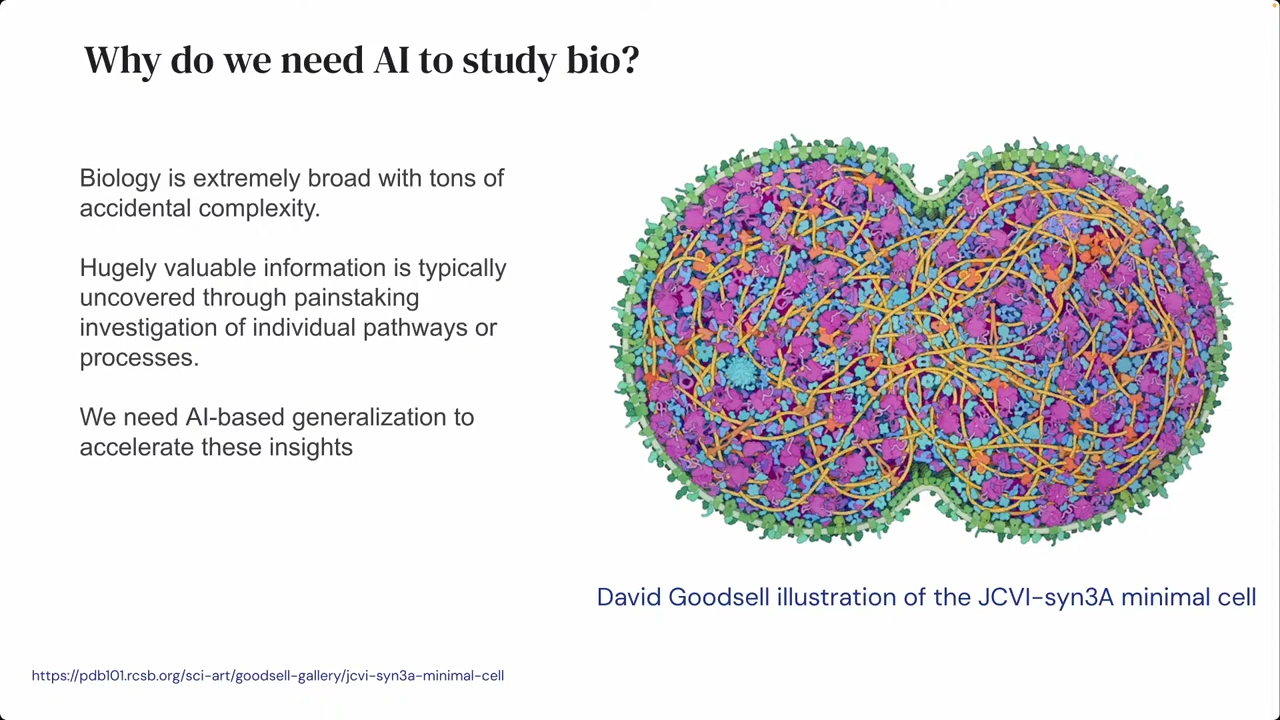 Why do we need AI to study bio?
Biology is extremely broad with tons of
accidental complexity.
Hugely valuable information is typically
uncovered through painstaking
investigation of individual pathways or
processes.
We need AI-based generalization to
accelerate these insights
David Goodsell illustration of the JCVI-syn3A minimal cell
https://pdb101.rcsb.org/sci-art/goodsell-gallery/jcvi-syn3a-minimal-cell